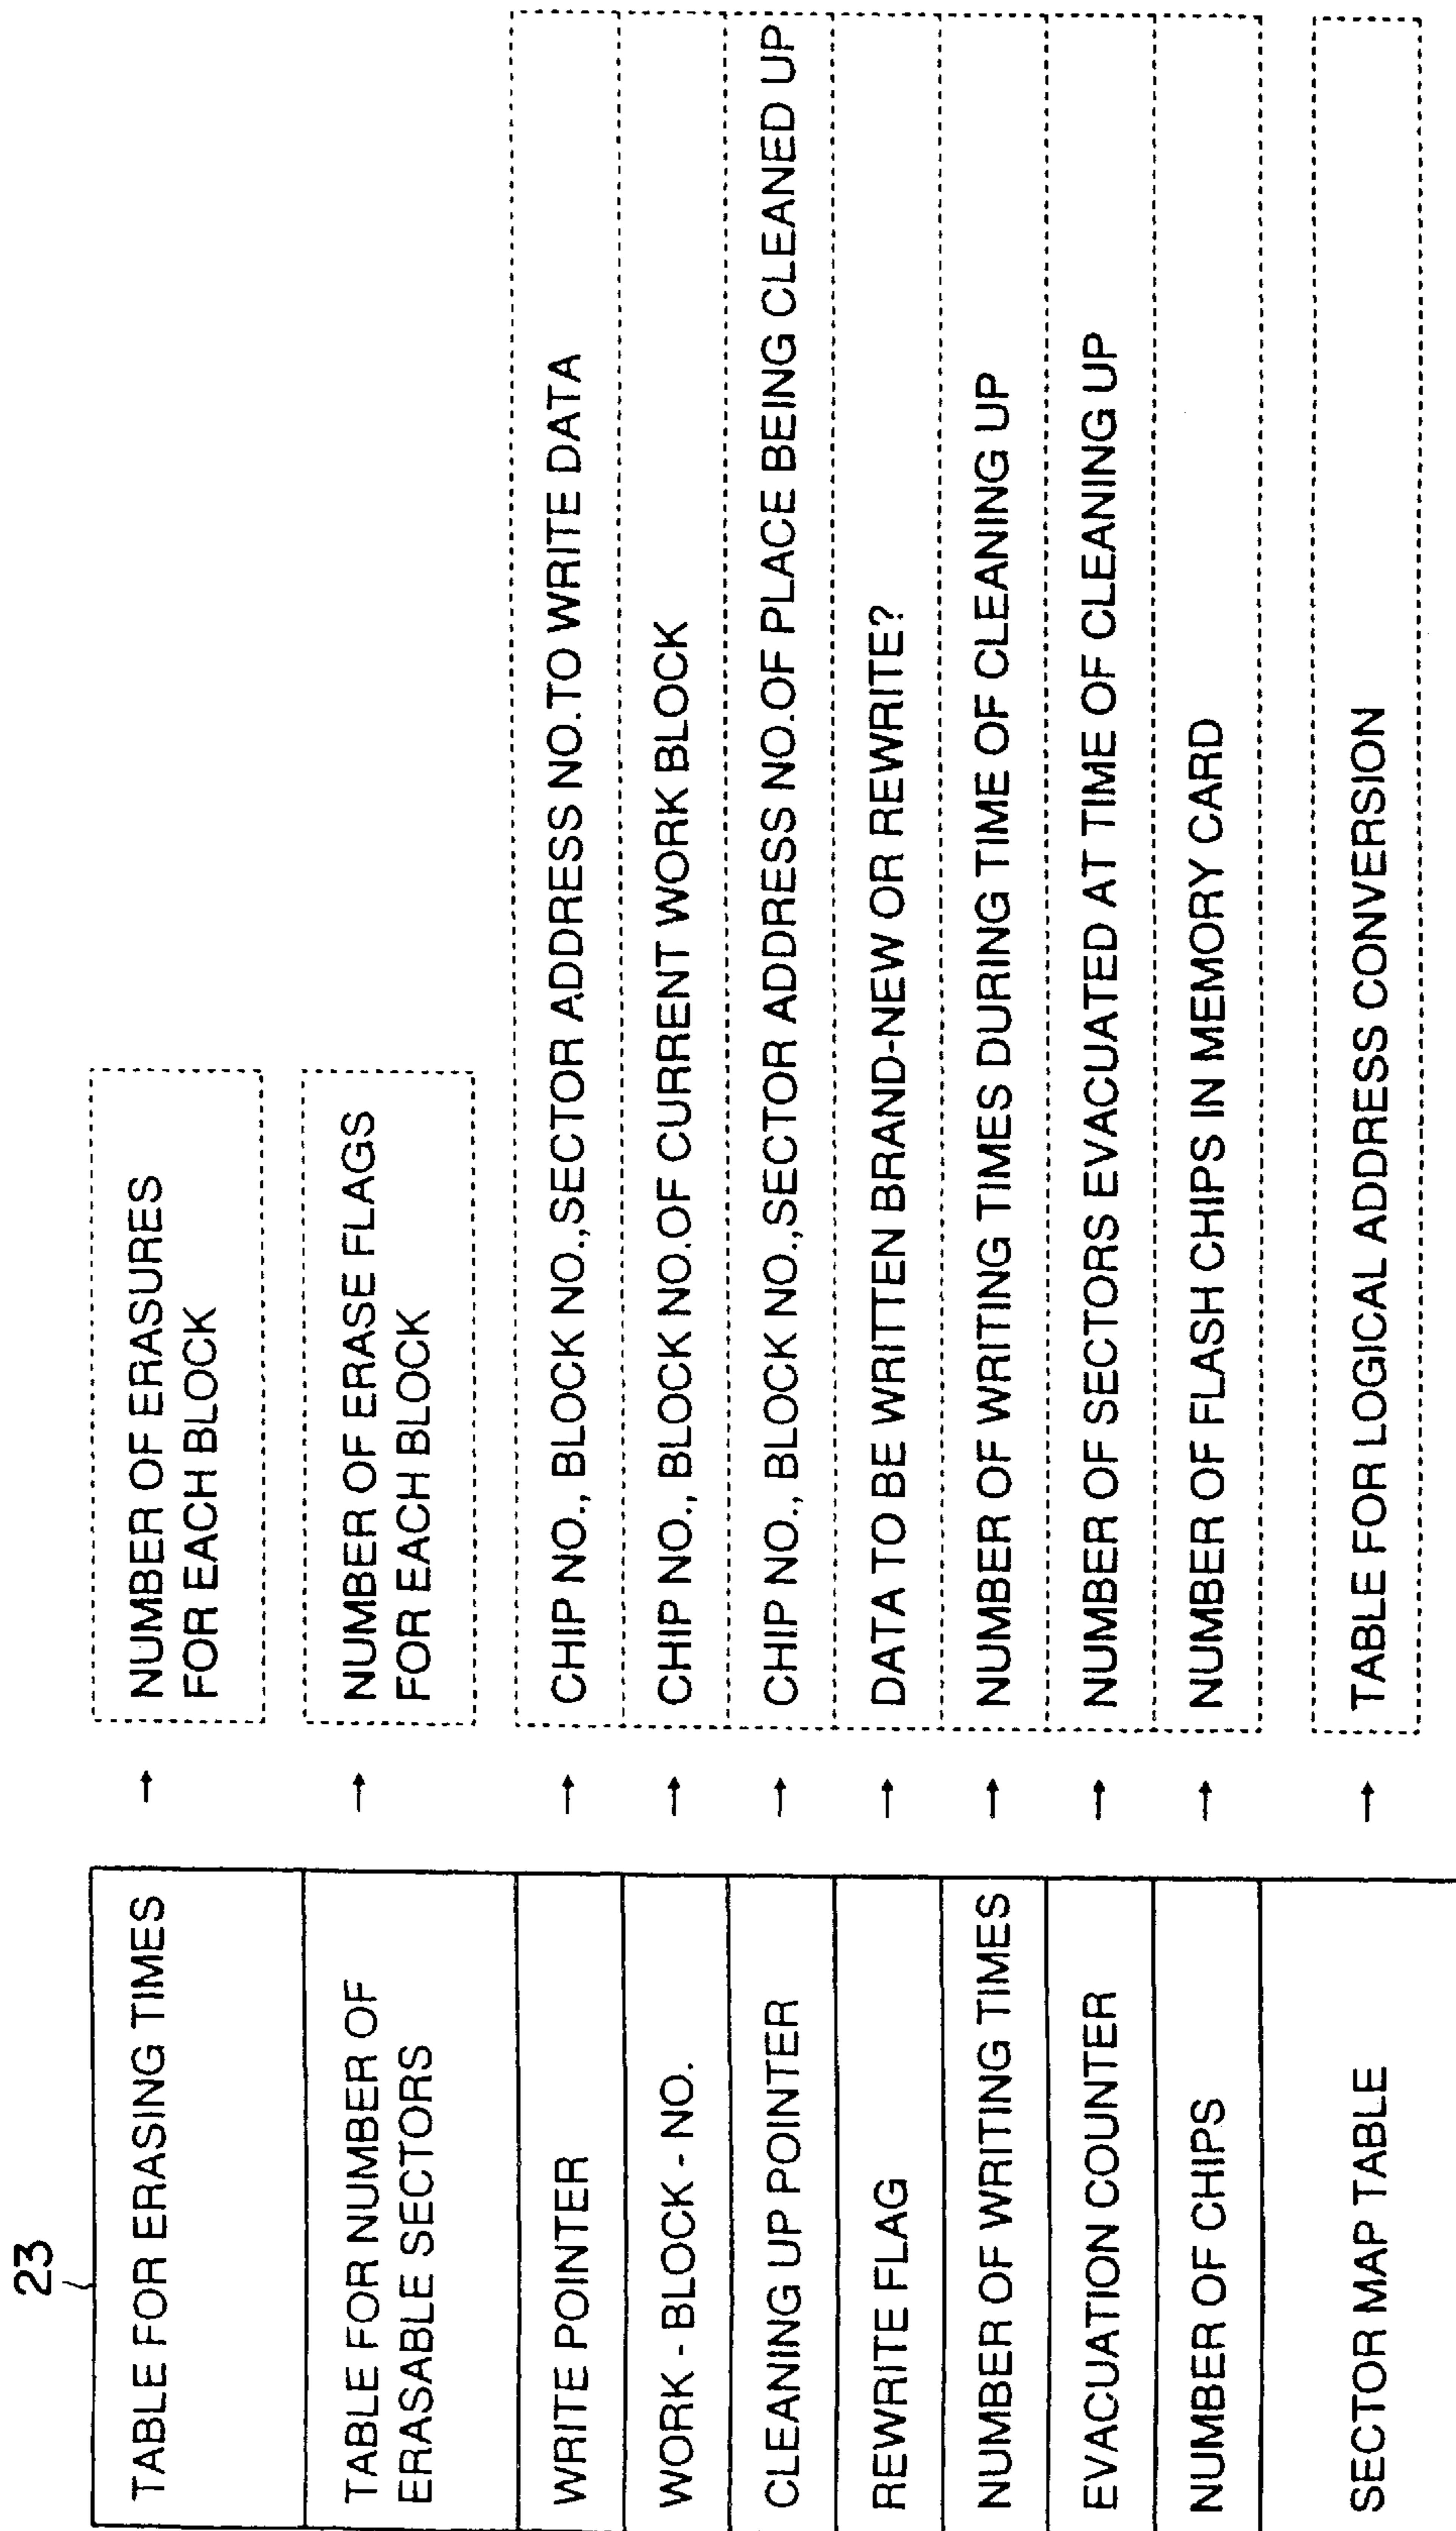 23
TABLE FOR ERASING TIMES
→ NUMBER OF ERASURES
FOR EACH BLOCK
TABLE FOR NUMBER OF
ERASABLE SECTORS
→ NUMBER OF ERASE FLAGS
FOR EACH BLOCK
WRITE POINTER → CHIP NO., BLOCK NO.,SECTOR ADDRESS NO.TO WRITE DATA
WORK - BLOCK - NO. → CHIP NO., BLOCK NO.OF CURRENT WORK BLOCK
CLEANING UP POINTER → CHIP NO., BLOCK NO.,SECTOR ADDRESS NO.OF PLACE BEING CLEANED UP
REWRITE FLAG → DATA TO BE WRITTEN BRAND-NEW OR REWRITE?
NUMBER OF WRITING TIMES → NUMBER OF WRITING TIMES DURING TIME OF CLEANING UP
EVACUATION COUNTER → NUMBER OF SECTORS EVACUATED AT TIME OF CLEANING UP
NUMBER OF CHIPS → NUMBER OF FLASH CHIPS IN MEMORY CARD
SECTOR MAP TABLE → TABLE FOR LOGICAL ADDRESS CONVERSION